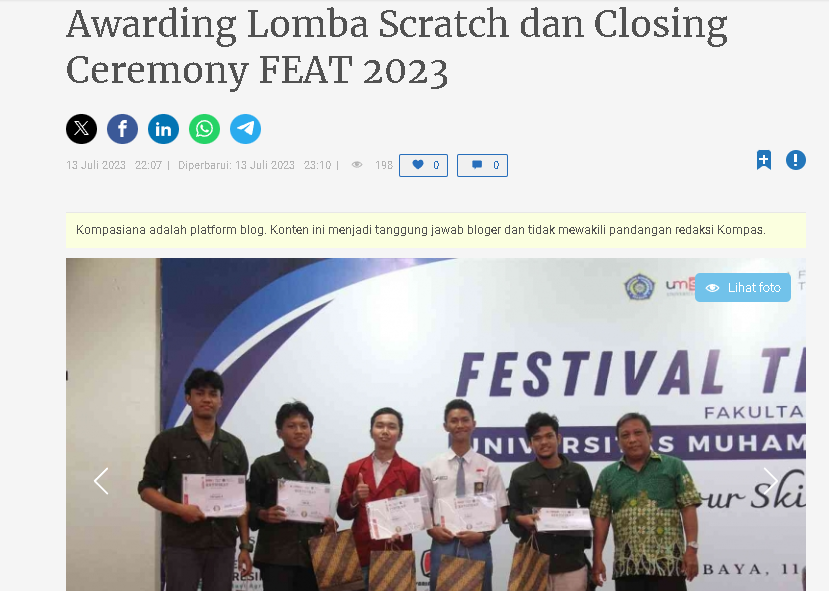 Awarding Lomba Scratch dan Closing
Ceremony FEAT 2023
13 Juli 2023 22:07 | Diperbarui: 13 Juli 2023 23:10 | 198 0 0
Kompasiana adalah platform blog. Konten ini menjadi tanggung jawab bloger dan tidak mewakili pandangan redaksi Kompas.
Lihat foto
FESTIVAL TE
FAKULTA
UNIVERSITAS MUHAM
our Ski
BAYA, 11